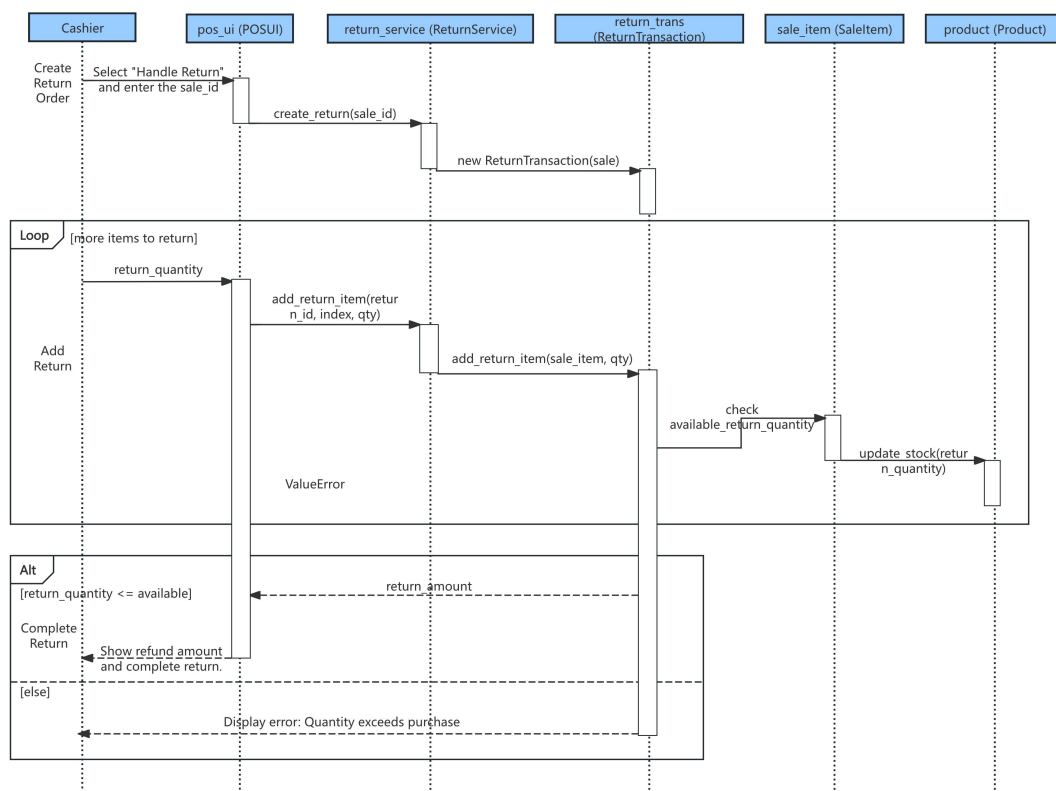 Cashier
pos_ui (POSUI)
return_service (ReturnService)
return_trans
(ReturnTransaction)
sale_item (SaleItem)
product (Product)
Create
Return
Order
Select "Handle Return"
and enter the sale_id
create_return(sale_id)
new ReturnTransaction(sale)
Loop
[more items to return]
return_quantity
add_return_item(retur
n_id, index, qty)
Add
Return
add_return_item(sale_item, qty)
check
available_return_quantity
update_stock(retur
n_quantity)
ValueError
Alt
[return_quantity <= available]
return_amount
Complete
Return
Show refund amount
and complete return.
[else]
Display error: Quantity exceeds purchase